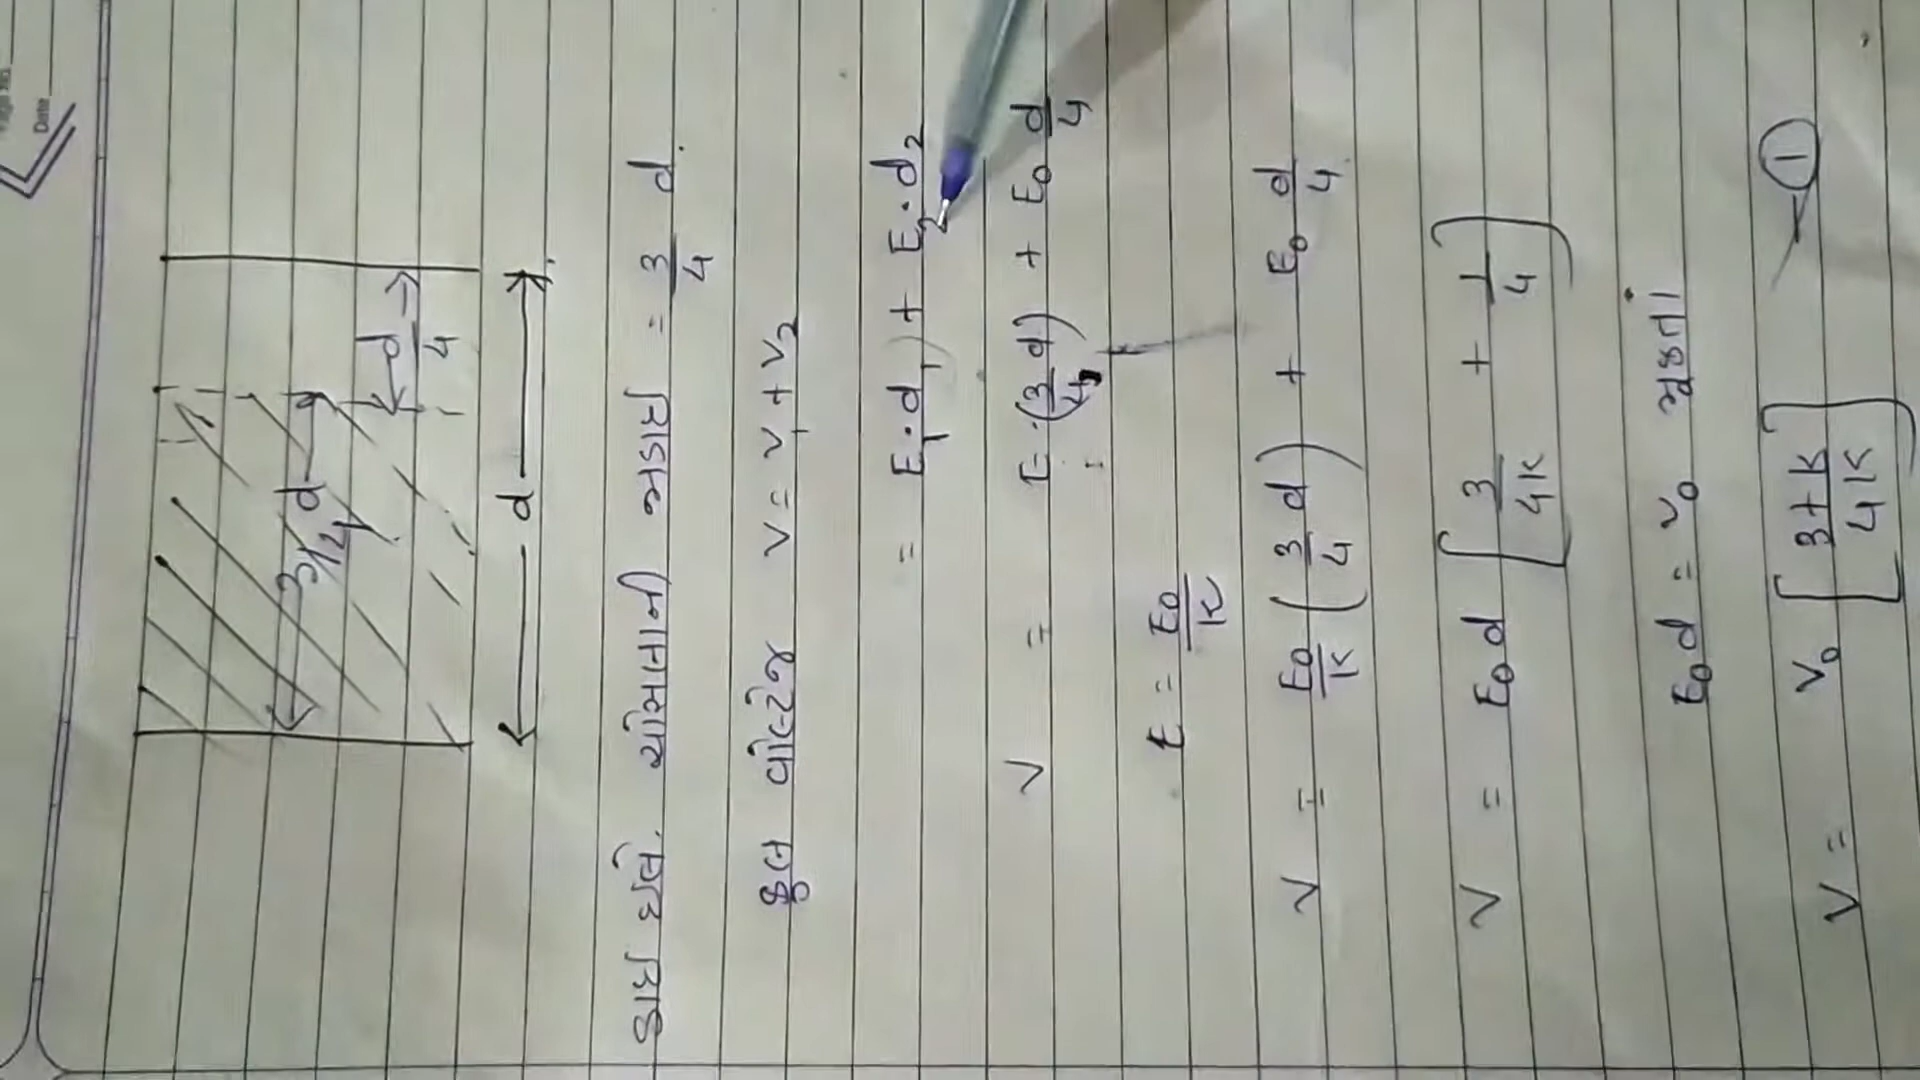 Date
3/4 d
d/4
d
ડાઇ ઇલે. ચોસલાની જાડાઇ = 3/4 d.
કુલ વોલ્ટેજ V = V₁ + V₂
= E₁·d₁ + E₂·d₂
V = E·(3/4 d) + E₀ d/4
E = E₀/K
V = E₀/K (3/4 d) + E₀ d/4
V = E₀d [3/4K + 1/4]
E₀d = V₀ મુકતાં
V = V₀ [3+K/4K] —①